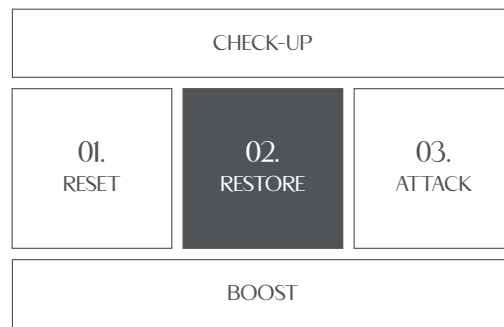 CHECK-UP
01.
RESET
02.
RESTORE
03.
ATTACK
BOOST